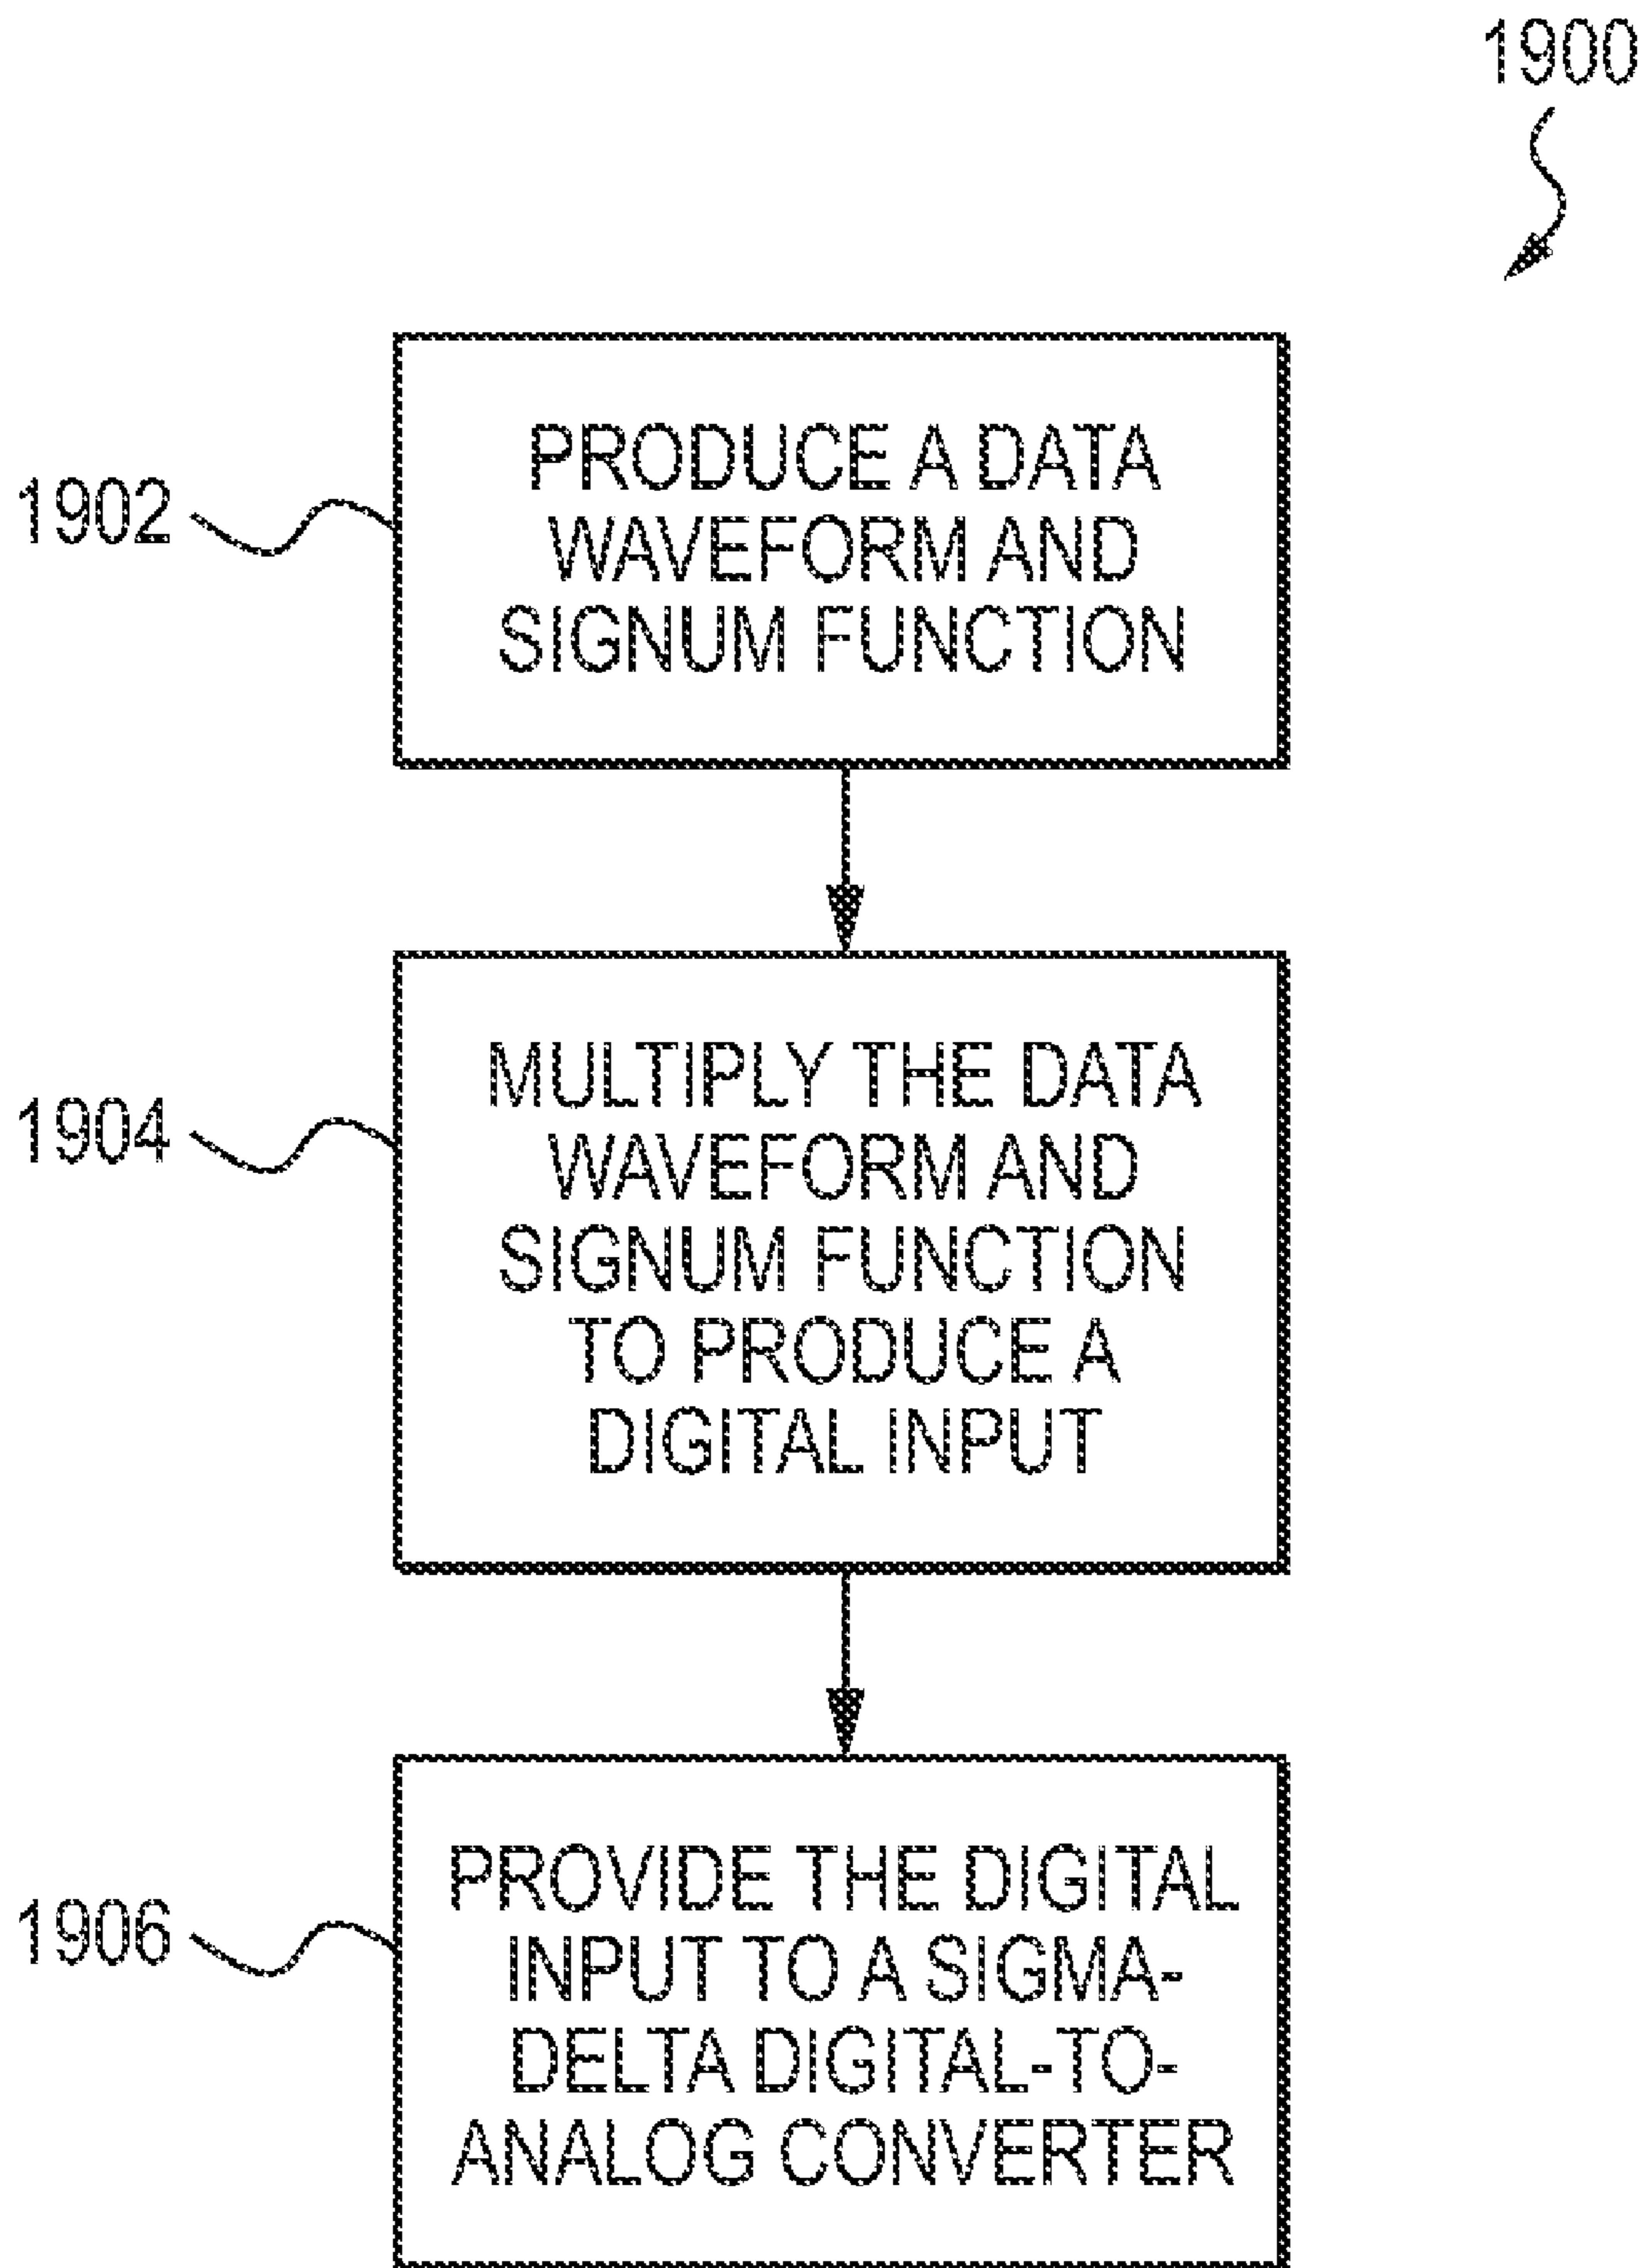 1900
1902
PRODUCE A DATA
WAVEFORM AND
SIGNUM FUNCTION
1904
MULTIPLY THE DATA
WAVEFORM AND
SIGNUM FUNCTION
TO PRODUCE A
DIGITAL INPUT
1906
PROVIDE THE DIGITAL
INPUT TO A SIGMA-
DELTA DIGITAL-TO-
ANALOG CONVERTER